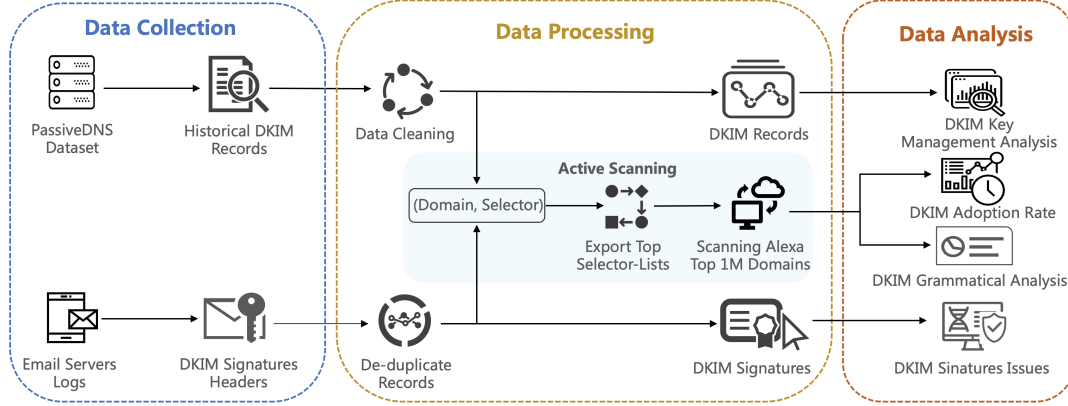 Data Collection
PassiveDNS
Dataset
Historical DKIM
Records
Email Servers
Logs
DKIM Signatures
Headers
Data Processing
Data Cleaning
DKIM Records
Active Scanning
(Domain, Selector)
Export Top
Selector-Lists
Scanning Alexa
Top 1M Domains
De-duplicate
Records
DKIM Signatures
Data Analysis
DKIM Key
Management Analysis
DKIM Adoption Rate
DKIM Grammatical Analysis
DKIM Sinatures Issues